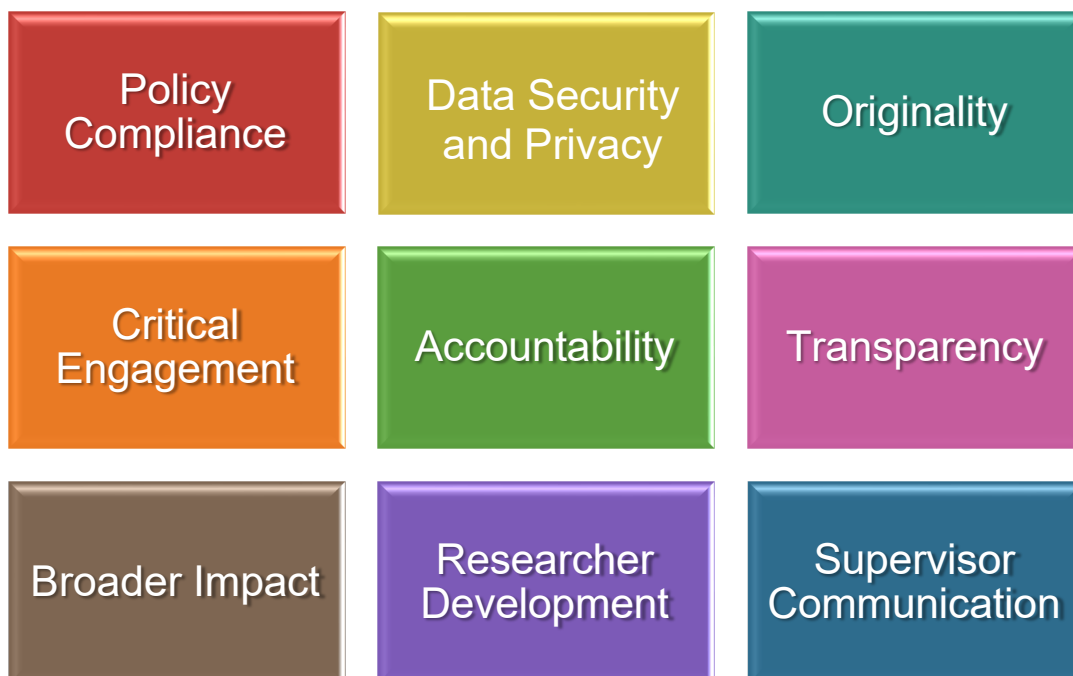 Policy
Compliance
Data Security
and Privacy
Originality
Critical
Engagement
Accountability
Transparency
Broader Impact
Researcher
Development
Supervisor
Communication